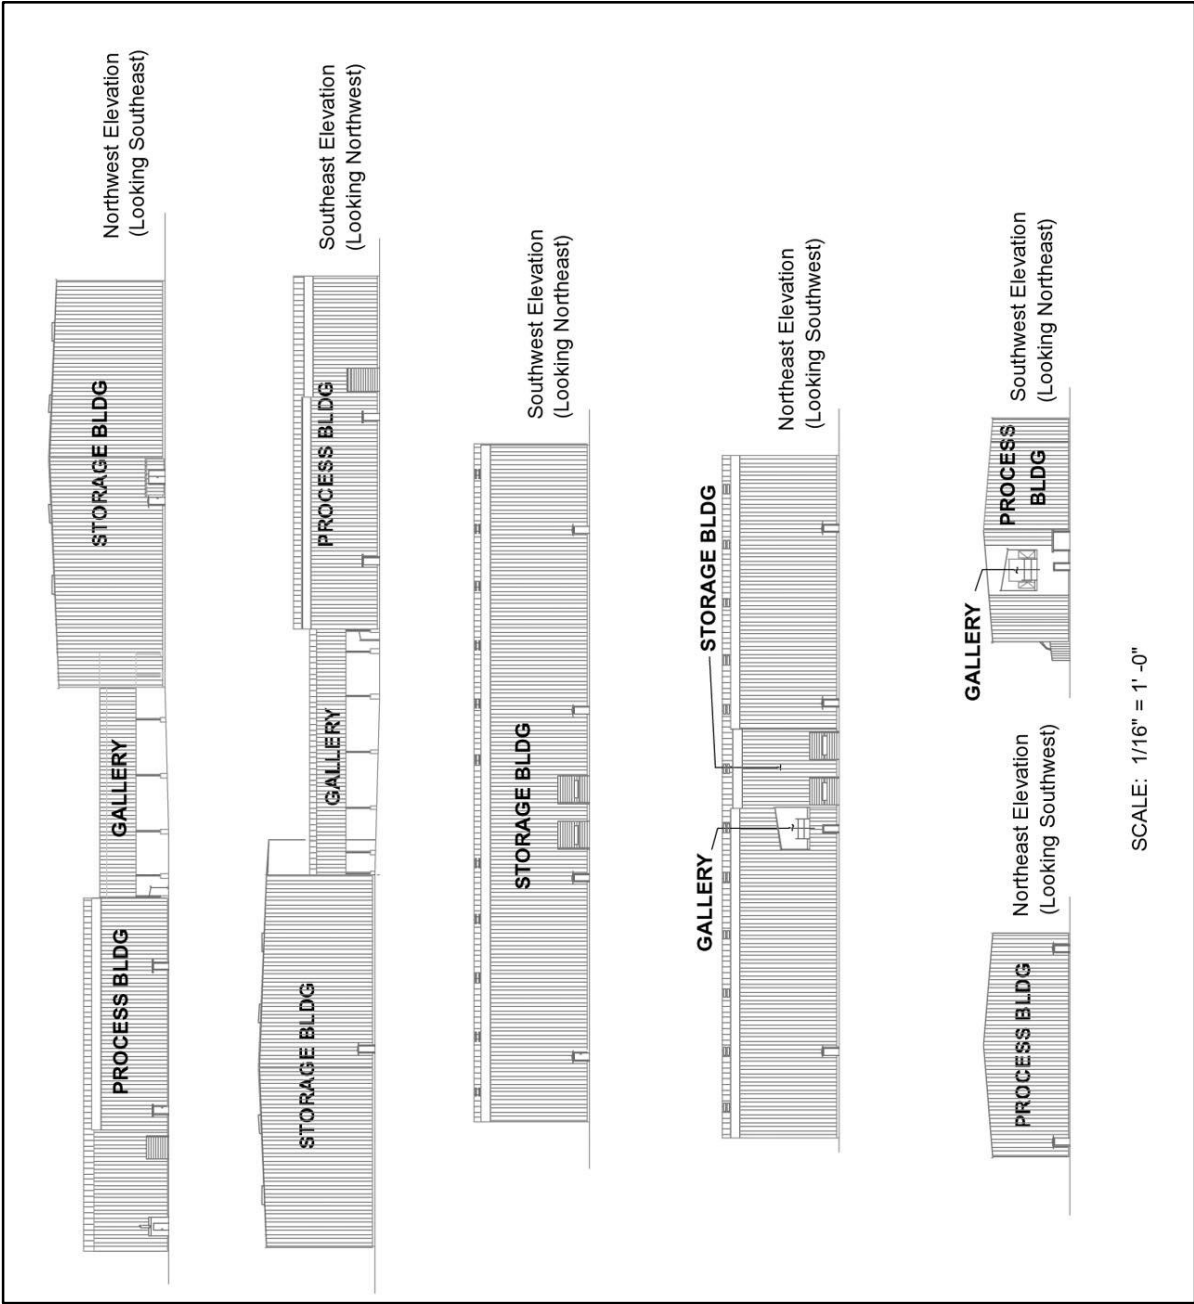 PROCESS BLDG
GALLERY
STORAGE BLDG
Northwest Elevation
(Looking Southeast)
STORAGE BLDG
GALLERY
PROCESS BLDG
Southeast Elevation
(Looking Northwest)
STORAGE BLDG
Southwest Elevation
(Looking Northeast)
GALLERY
STORAGE BLDG
Northeast Elevation
(Looking Southwest)
PROCESS BLDG
Northeast Elevation
(Looking Southwest)
GALLERY
PROCESS
BLDG
Southwest Elevation
(Looking Northeast)
SCALE: 1/16" = 1' -0"